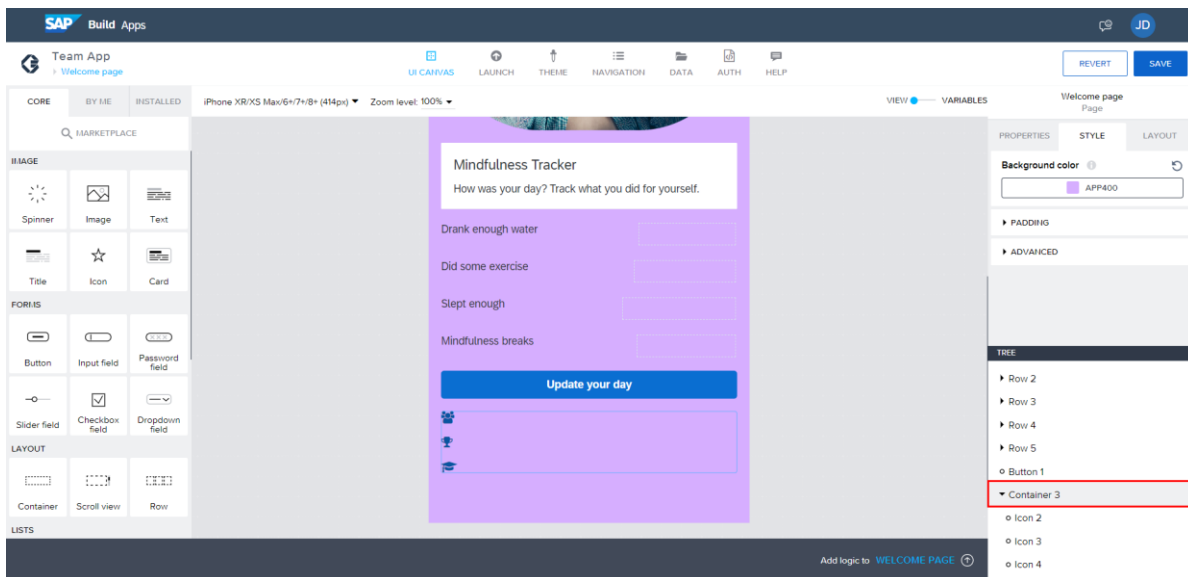 SAP Build Apps
JD
Team App
Welcome page
UI CANVAS LAUNCH THEME NAVIGATION DATA AUTH HELP
REVERT SAVE
CORE BY ME INSTALLED
iPhone XR/XS Max/6+/7+/8+ (414px) Zoom level: 100%
VIEW VARIABLES
Welcome page
Page
MARKETPLACE
PROPERTIES STYLE LAYOUT
IMAGE
Spinner Image Text
Title Icon Card
FORMS
Button Input field Password field
Slider field Checkbox field Dropdown field
LAYOUT
Container Scroll view Row
LISTS
Mindfulness Tracker
How was your day? Track what you did for yourself.
Drank enough water
Did some exercise
Slept enough
Mindfulness breaks
Update your day
Background color
APP400
PADDING
ADVANCED
TREE
Row 2
Row 3
Row 4
Row 5
Button 1
Container 3
Icon 2
Icon 3
Icon 4
Add logic to WELCOME PAGE